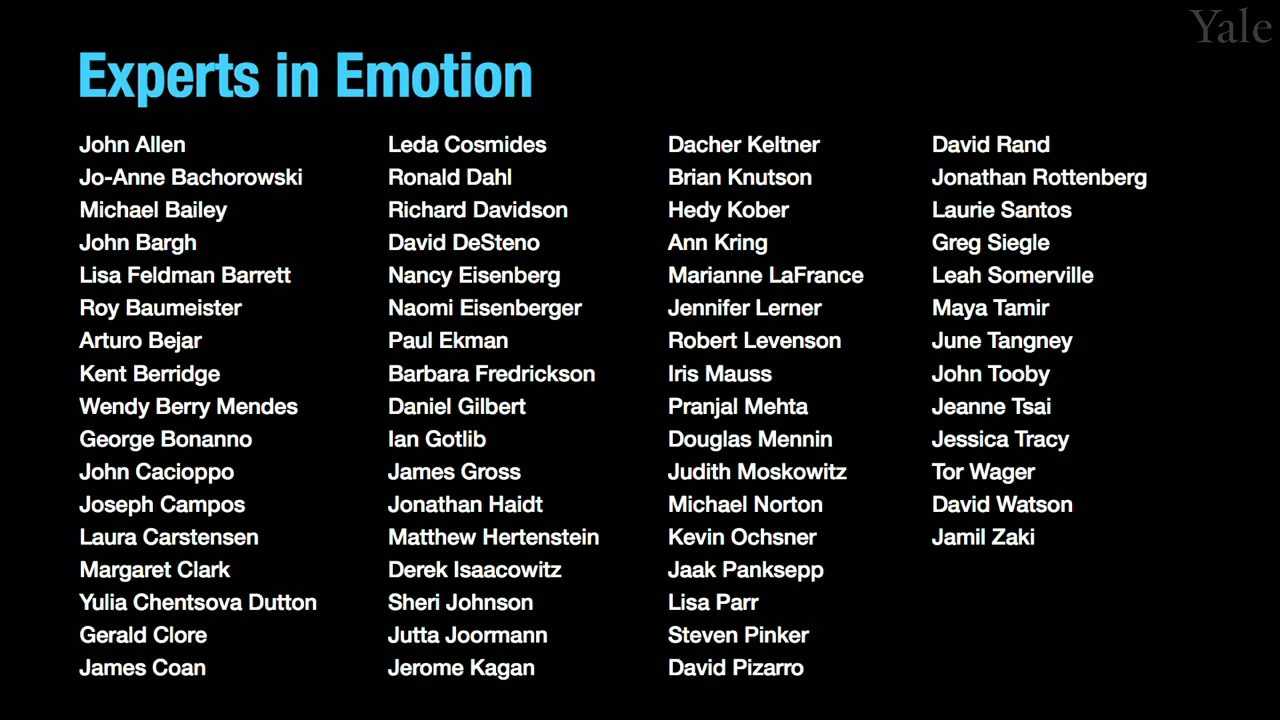 Yale
Experts in Emotion
John Allen
Jo-Anne Bachorowski
Michael Bailey
John Bargh
Lisa Feldman Barrett
Roy Baumeister
Arturo Bejar
Kent Berridge
Wendy Berry Mendes
George Bonanno
John Cacioppo
Joseph Campos
Laura Carstensen
Margaret Clark
Yulia Chentsova Dutton
Gerald Clore
James Coan
Leda Cosmides
Ronald Dahl
Richard Davidson
David DeSteno
Nancy Eisenberg
Naomi Eisenberger
Paul Ekman
Barbara Fredrickson
Daniel Gilbert
Ian Gotlib
James Gross
Jonathan Haidt
Matthew Hertenstein
Derek Isaacowitz
Sheri Johnson
Jutta Joormann
Jerome Kagan
Dacher Keltner
Brian Knutson
Hedy Kober
Ann Kring
Marianne LaFrance
Jennifer Lerner
Robert Levenson
Iris Mauss
Pranjal Mehta
Douglas Mennin
Judith Moskowitz
Michael Norton
Kevin Ochsner
Jaak Panksepp
Lisa Parr
Steven Pinker
David Pizarro
David Rand
Jonathan Rottenberg
Laurie Santos
Greg Siegle
Leah Somerville
Maya Tamir
June Tangney
John Tooby
Jeanne Tsai
Jessica Tracy
Tor Wager
David Watson
Jamil Zaki